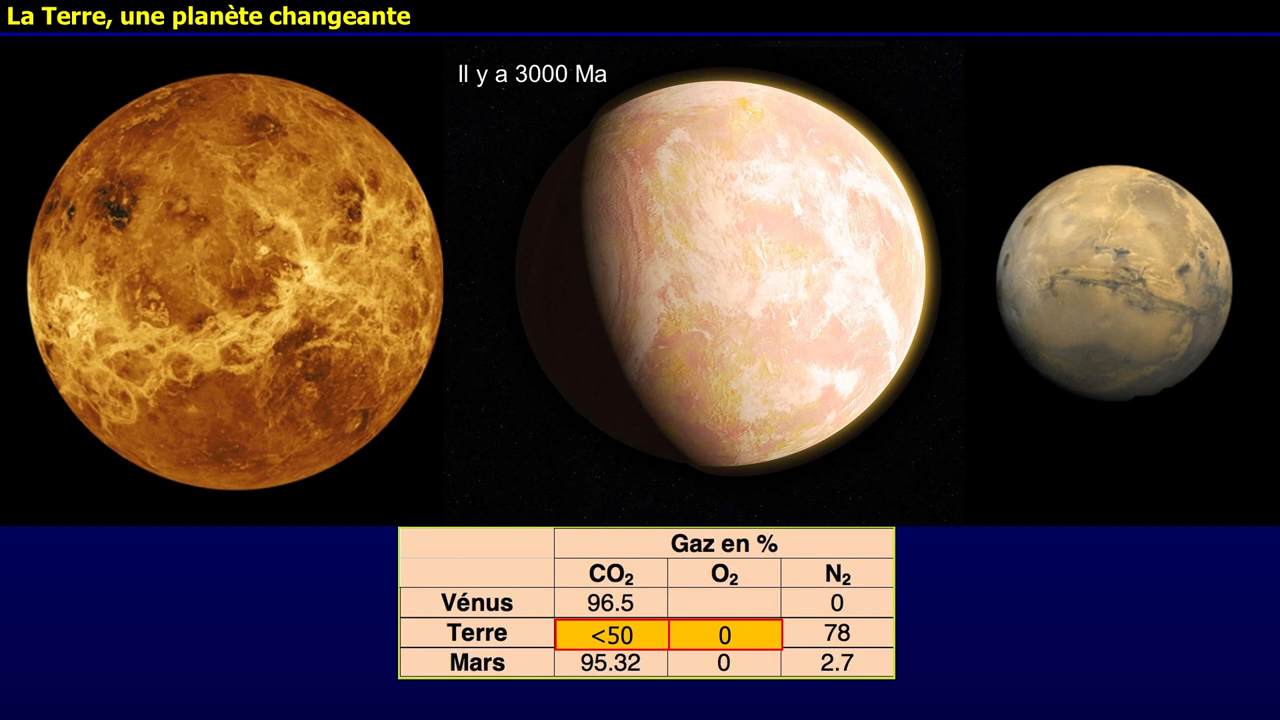 La Terre, une planète changeante
Il y a 3000 Ma
Gaz en %
CO₂ O₂ N₂
Vénus 96.5 0
Terre <50 0 78
Mars 95.32 0 2.7